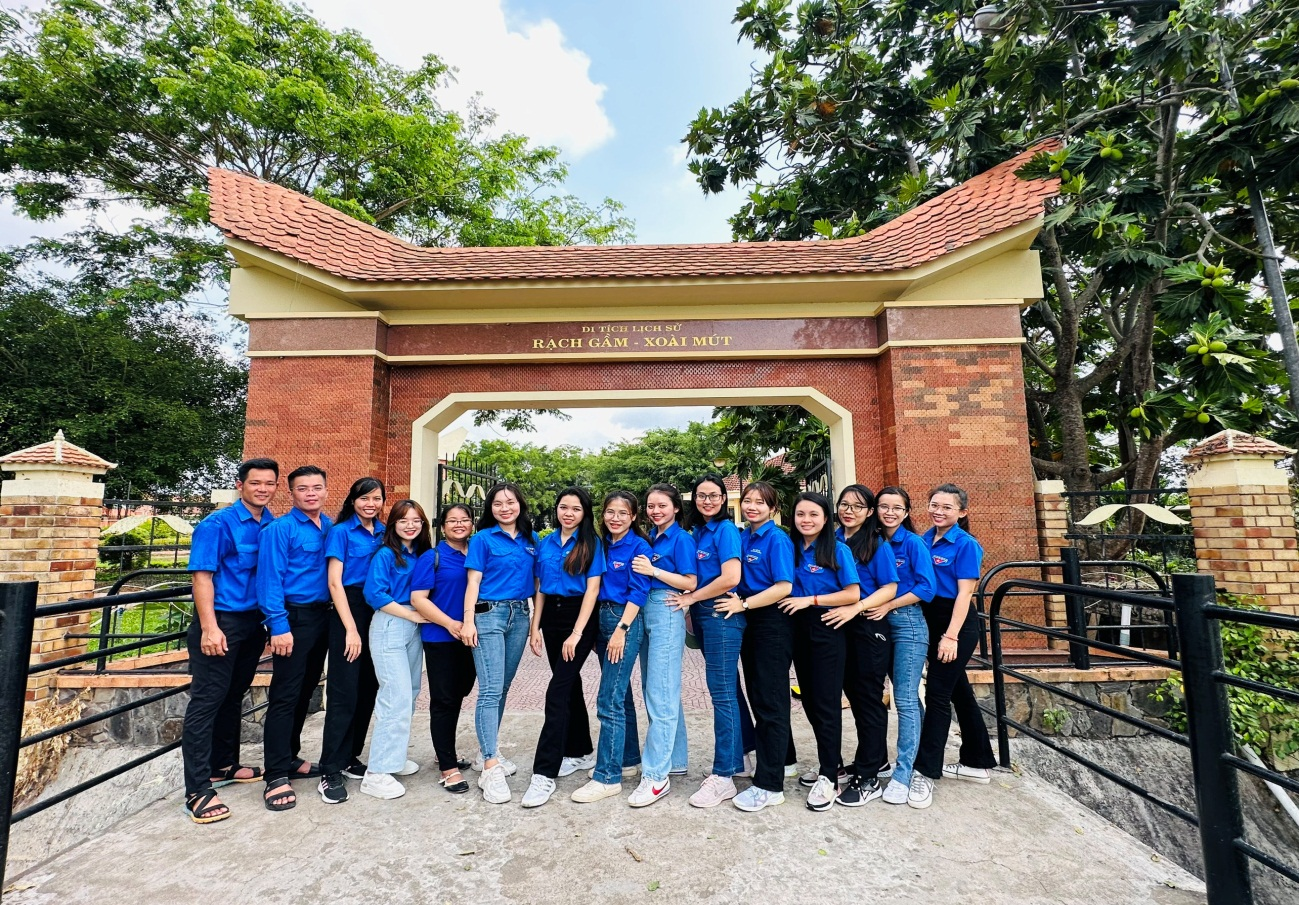 DI TÍCH LỊCH SỬ
RẠCH GẦM - XOÀI MÚT